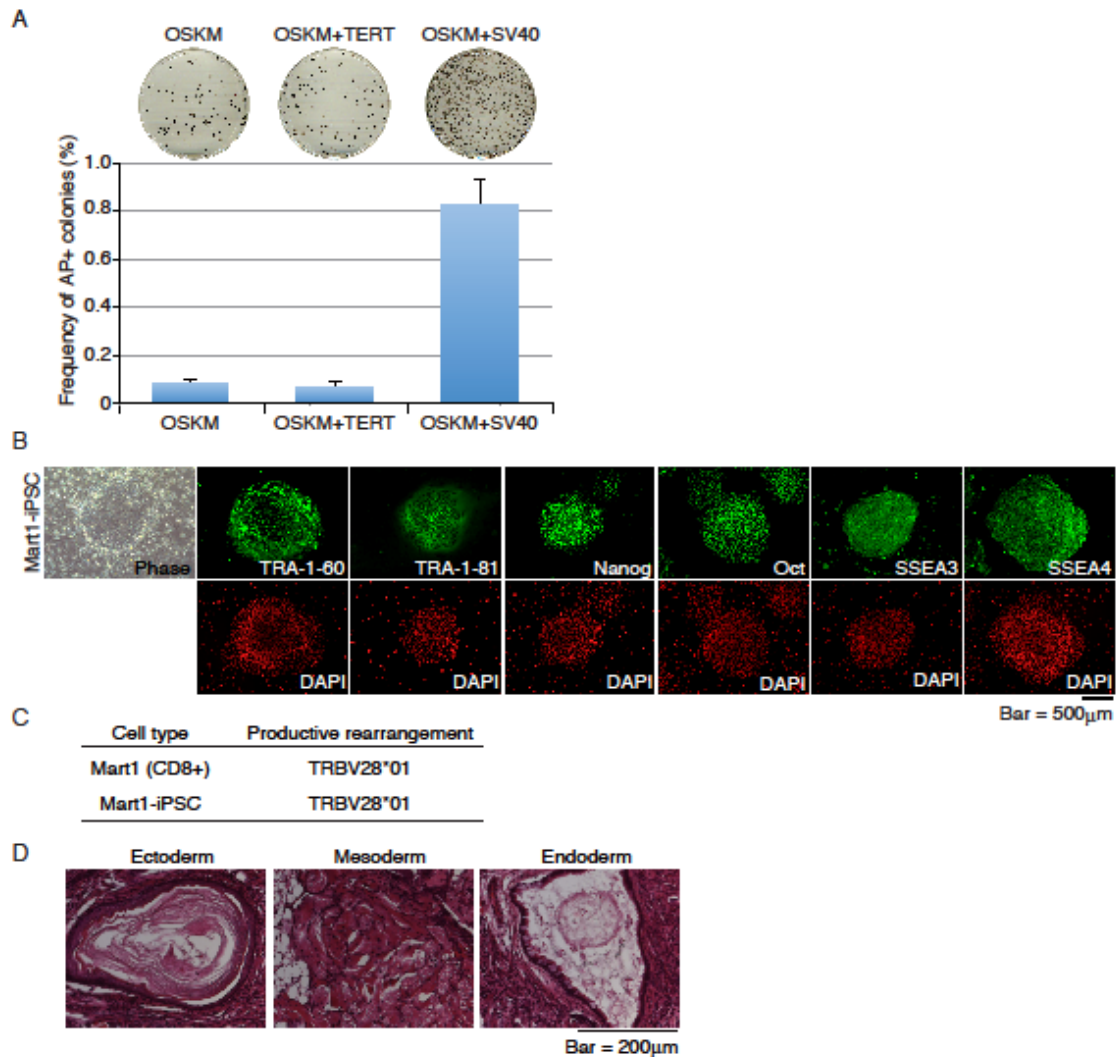 A
OSKM OSKM+TERT OSKM+SV40
Frequency of AP+ colonies (%)
1.0
0.8
0.6
0.4
0.2
0
OSKM OSKM+TERT OSKM+SV40
B
Mart1-iPSC
Phase TRA-1-60 TRA-1-81 Nanog Oct SSEA3 SSEA4
DAPI DAPI DAPI DAPI DAPI DAPI
Bar = 500μm
C
Cell type Productive rearrangement
Mart1 (CD8+) TRBV28*01
Mart1-iPSC TRBV28*01
D
Ectoderm Mesoderm Endoderm
Bar = 200μm